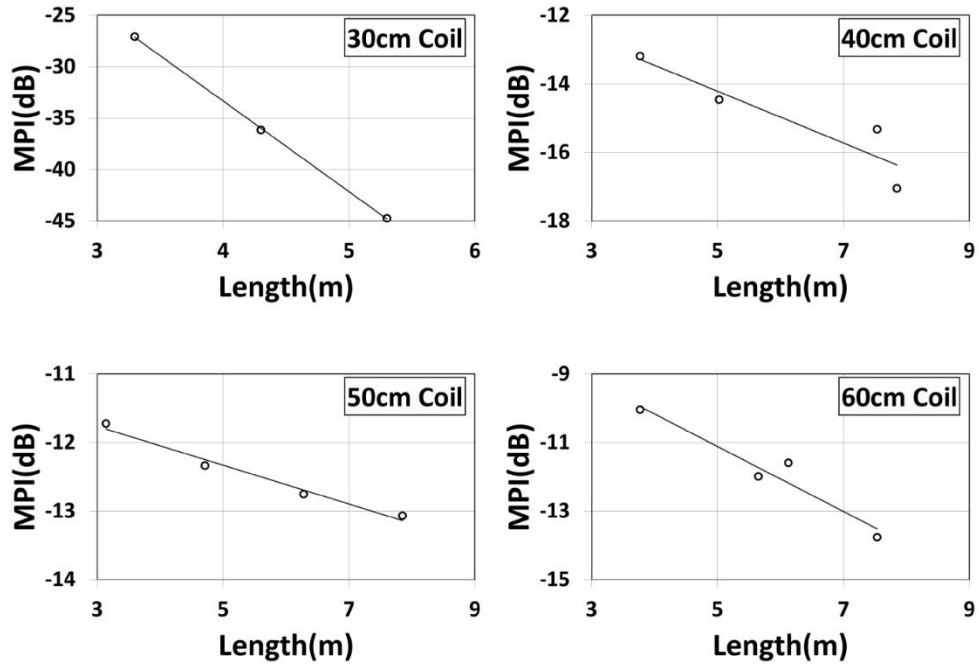 30cm Coil
MPI(dB)
-25
-30
-35
-40
-45
3 4 5 6
Length(m)
40cm Coil
MPI(dB)
-12
-14
-16
-18
3 5 7 9
Length(m)
50cm Coil
MPI(dB)
-11
-12
-13
-14
3 5 7 9
Length(m)
60cm Coil
MPI(dB)
-9
-11
-13
-15
3 5 7 9
Length(m)